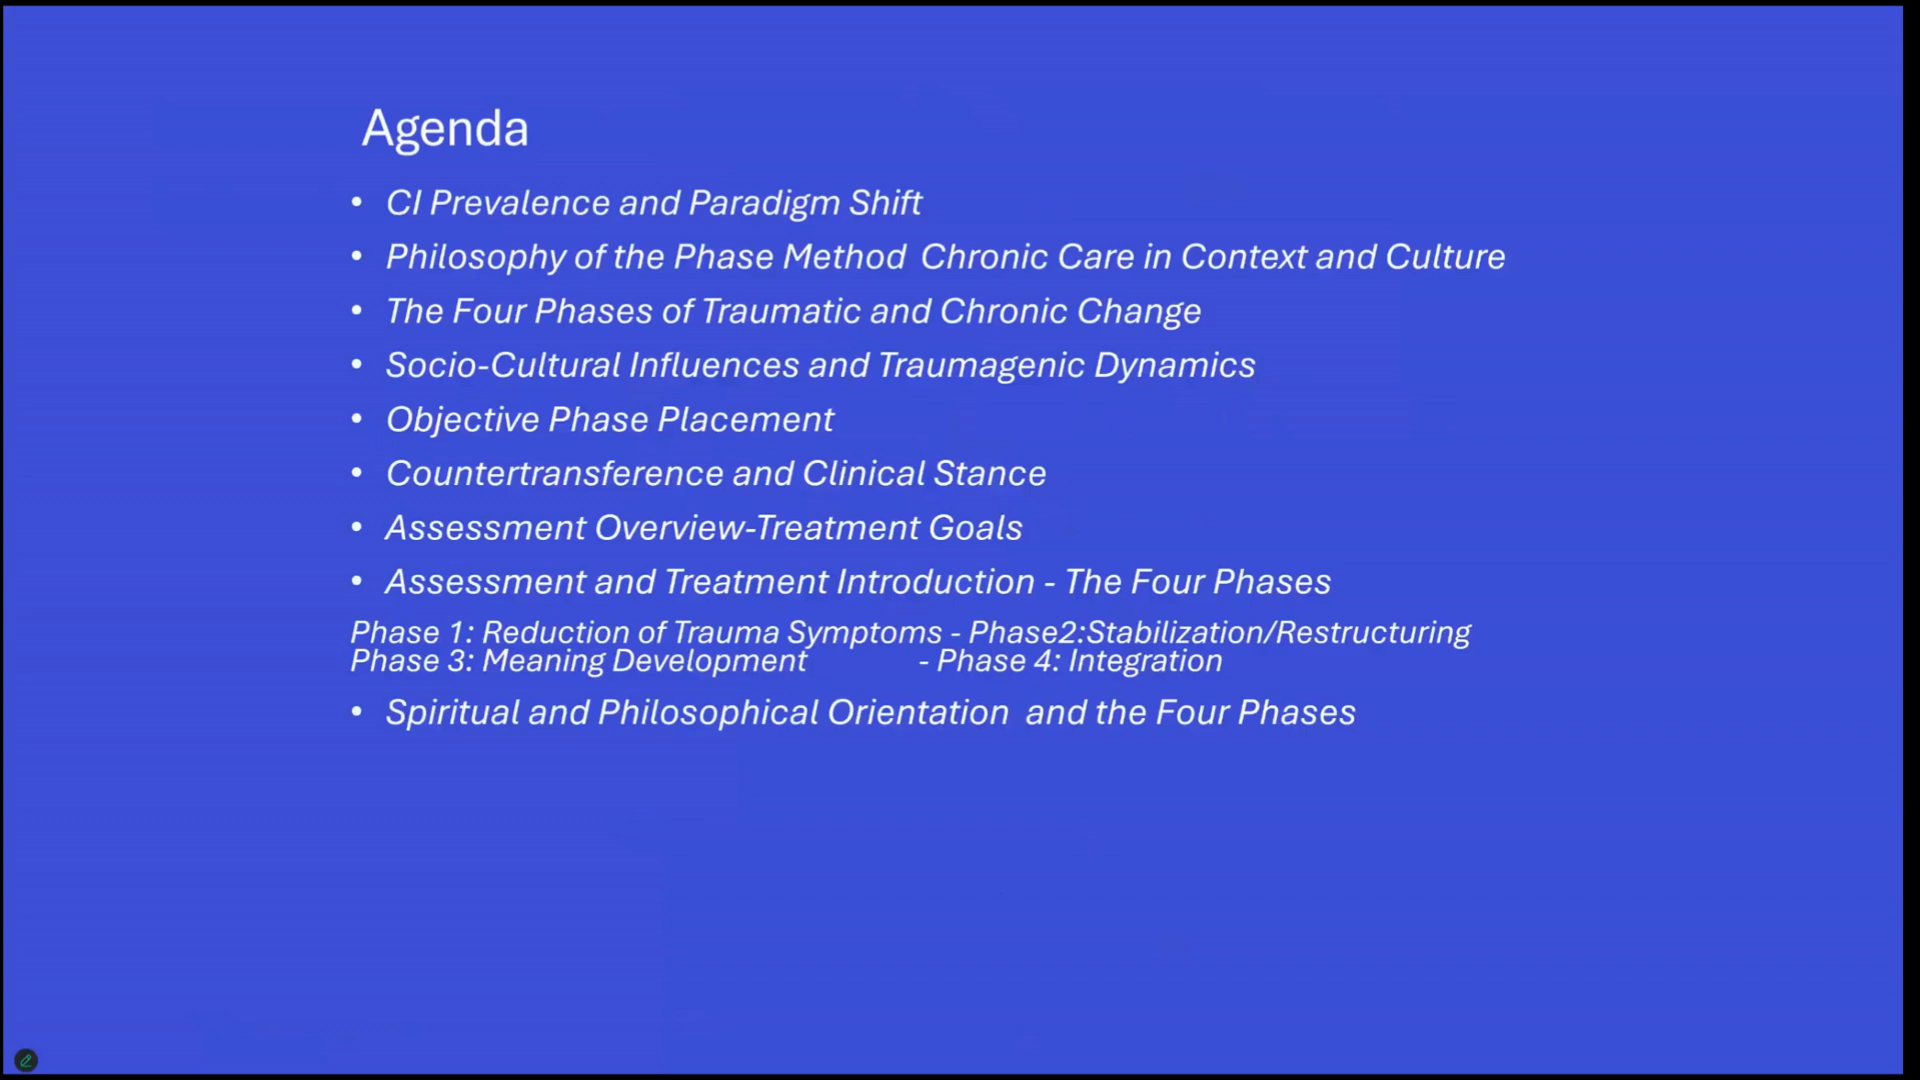 Agenda
• CI Prevalence and Paradigm Shift
• Philosophy of the Phase Method  Chronic Care in Context and Culture
• The Four Phases of Traumatic and Chronic Change
• Socio-Cultural Influences and Traumagenic Dynamics
• Objective Phase Placement
• Countertransference and Clinical Stance
• Assessment Overview-Treatment Goals
• Assessment and Treatment Introduction - The Four Phases
Phase 1: Reduction of Trauma Symptoms - Phase2:Stabilization/Restructuring
Phase 3: Meaning Development - Phase 4: Integration
• Spiritual and Philosophical Orientation  and the Four Phases